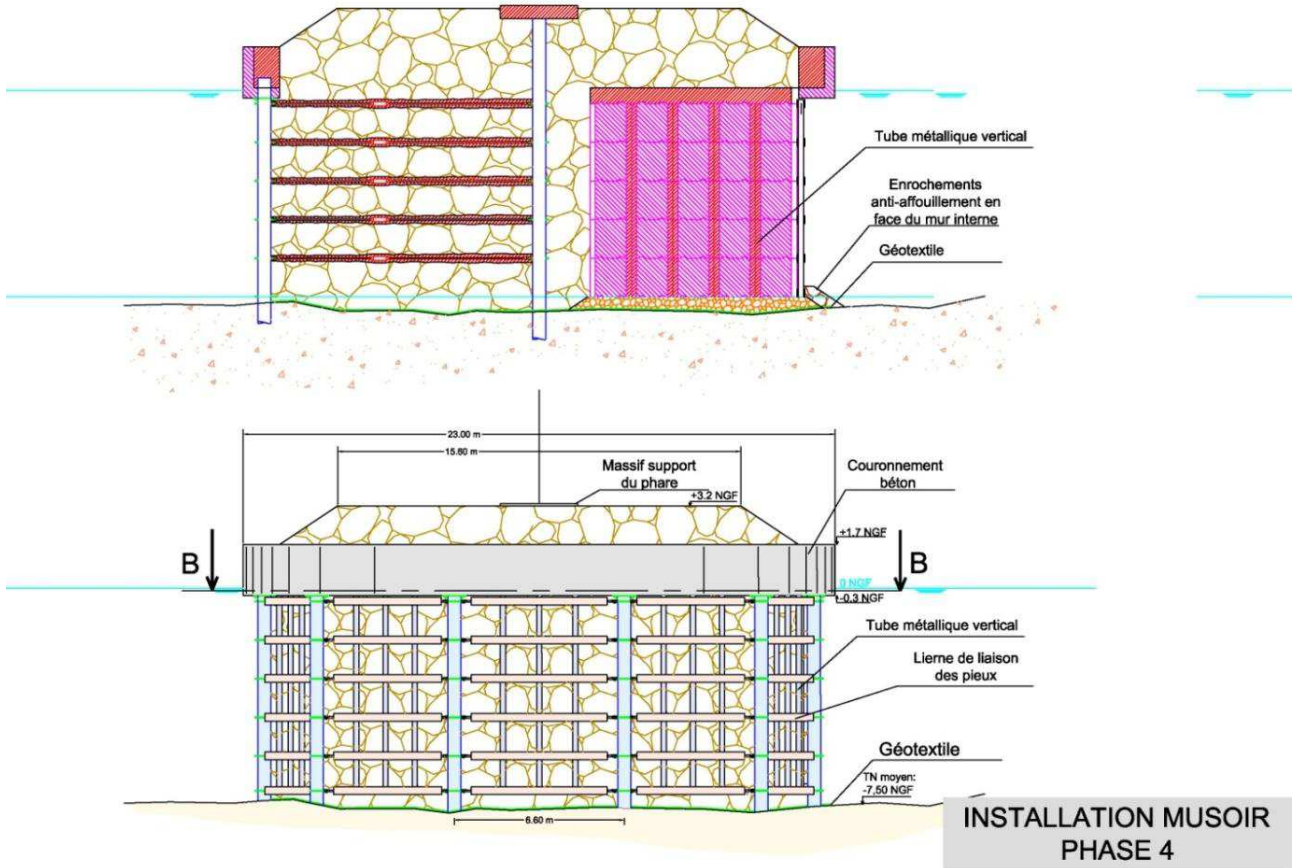 Tube métallique vertical
Enrochements
anti-affouillement en
face du mur interne
Géotextile
23.00 m
15.60 m
Massif support
du phare
+3.2 NGF
Couronnement
béton
+1.7 NGF
B
B
0 NGF
-0.3 NGF
Tube métallique vertical
Lierne de liaison
des pieux
Géotextile
TN moyen:
-7,50 NGF
6.60 m
INSTALLATION MUSOIR
PHASE 4